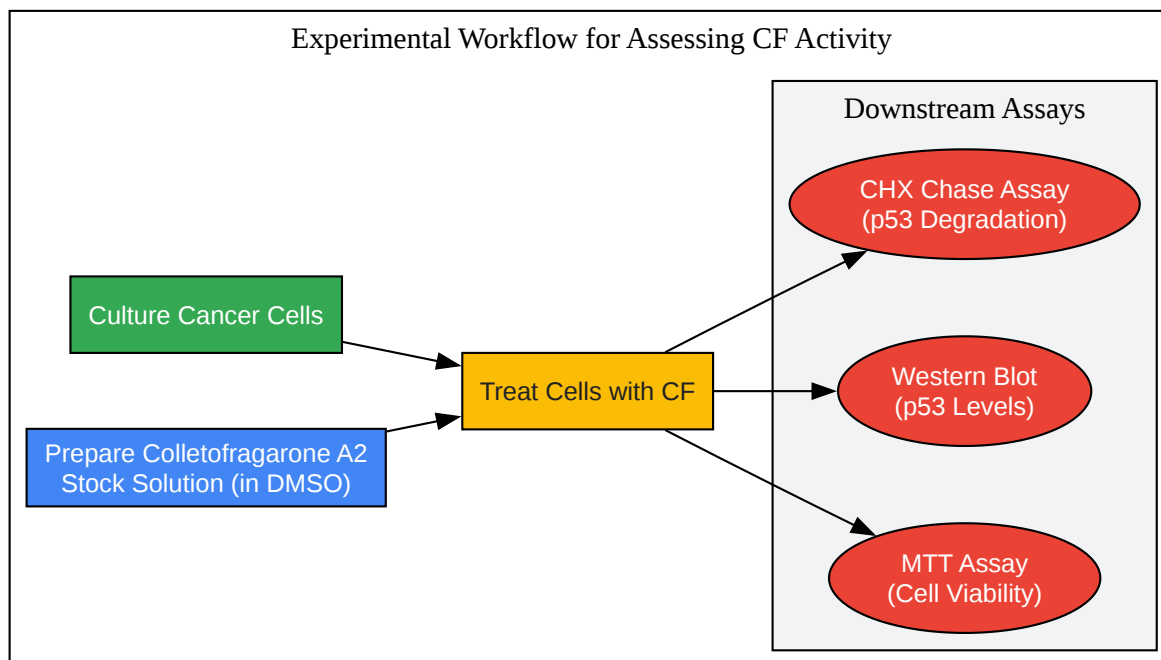 Experimental Workflow for Assessing CF Activity
Downstream Assays
CHX Chase Assay
(p53 Degradation)
Culture Cancer Cells
Treat Cells with CF
Western Blot
(p53 Levels)
Prepare Colletofragarone A2
Stock Solution (in DMSO)
MTT Assay
(Cell Viability)